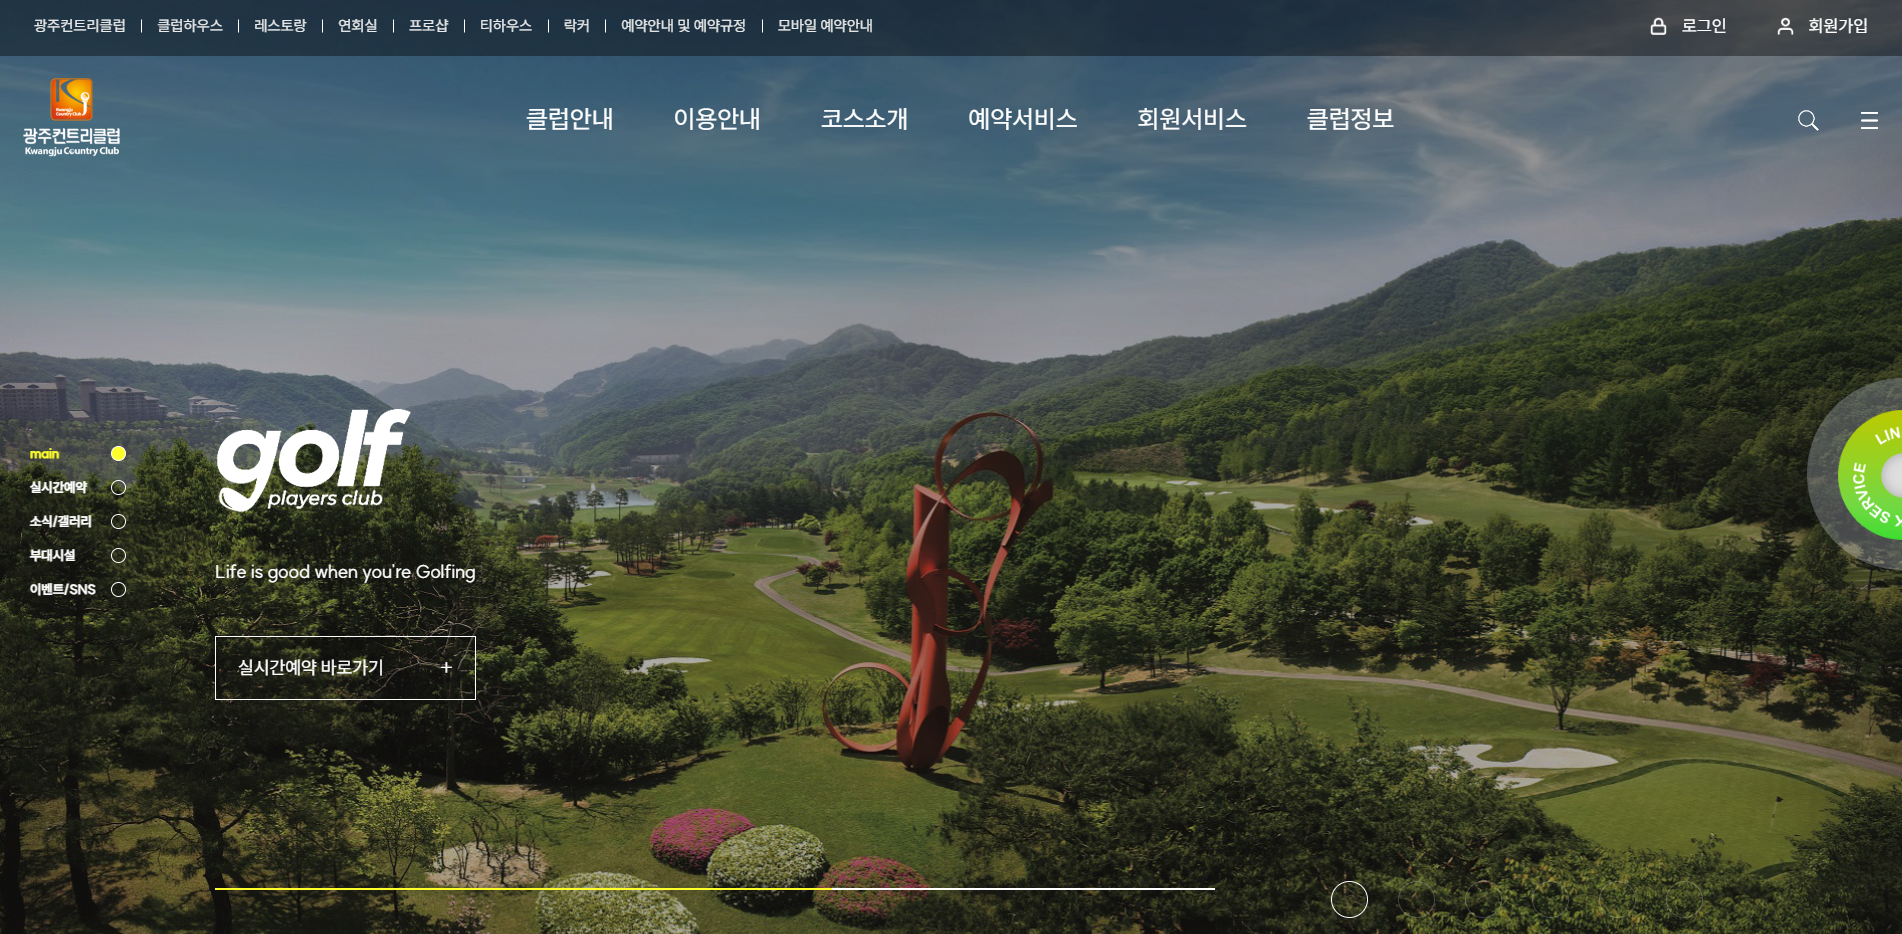 광주컨트리클럽 | 클럽하우스 | 레스토랑 | 연회실 | 프로샵 | 티하우스 | 락커 | 예약안내 및 예약규정 | 모바일 예약안내
로그인 회원가입
Kwangju
Country Club
광주컨트리클럽
Kwangju Country Club
클럽안내 이용안내 코스소개 예약서비스 회원서비스 클럽정보
main
실시간예약
소식/갤러리
부대시설
이벤트/SNS
golf
players club
Life is good when you're Golfing
실시간예약 바로가기 +
LIN
K SERVICE